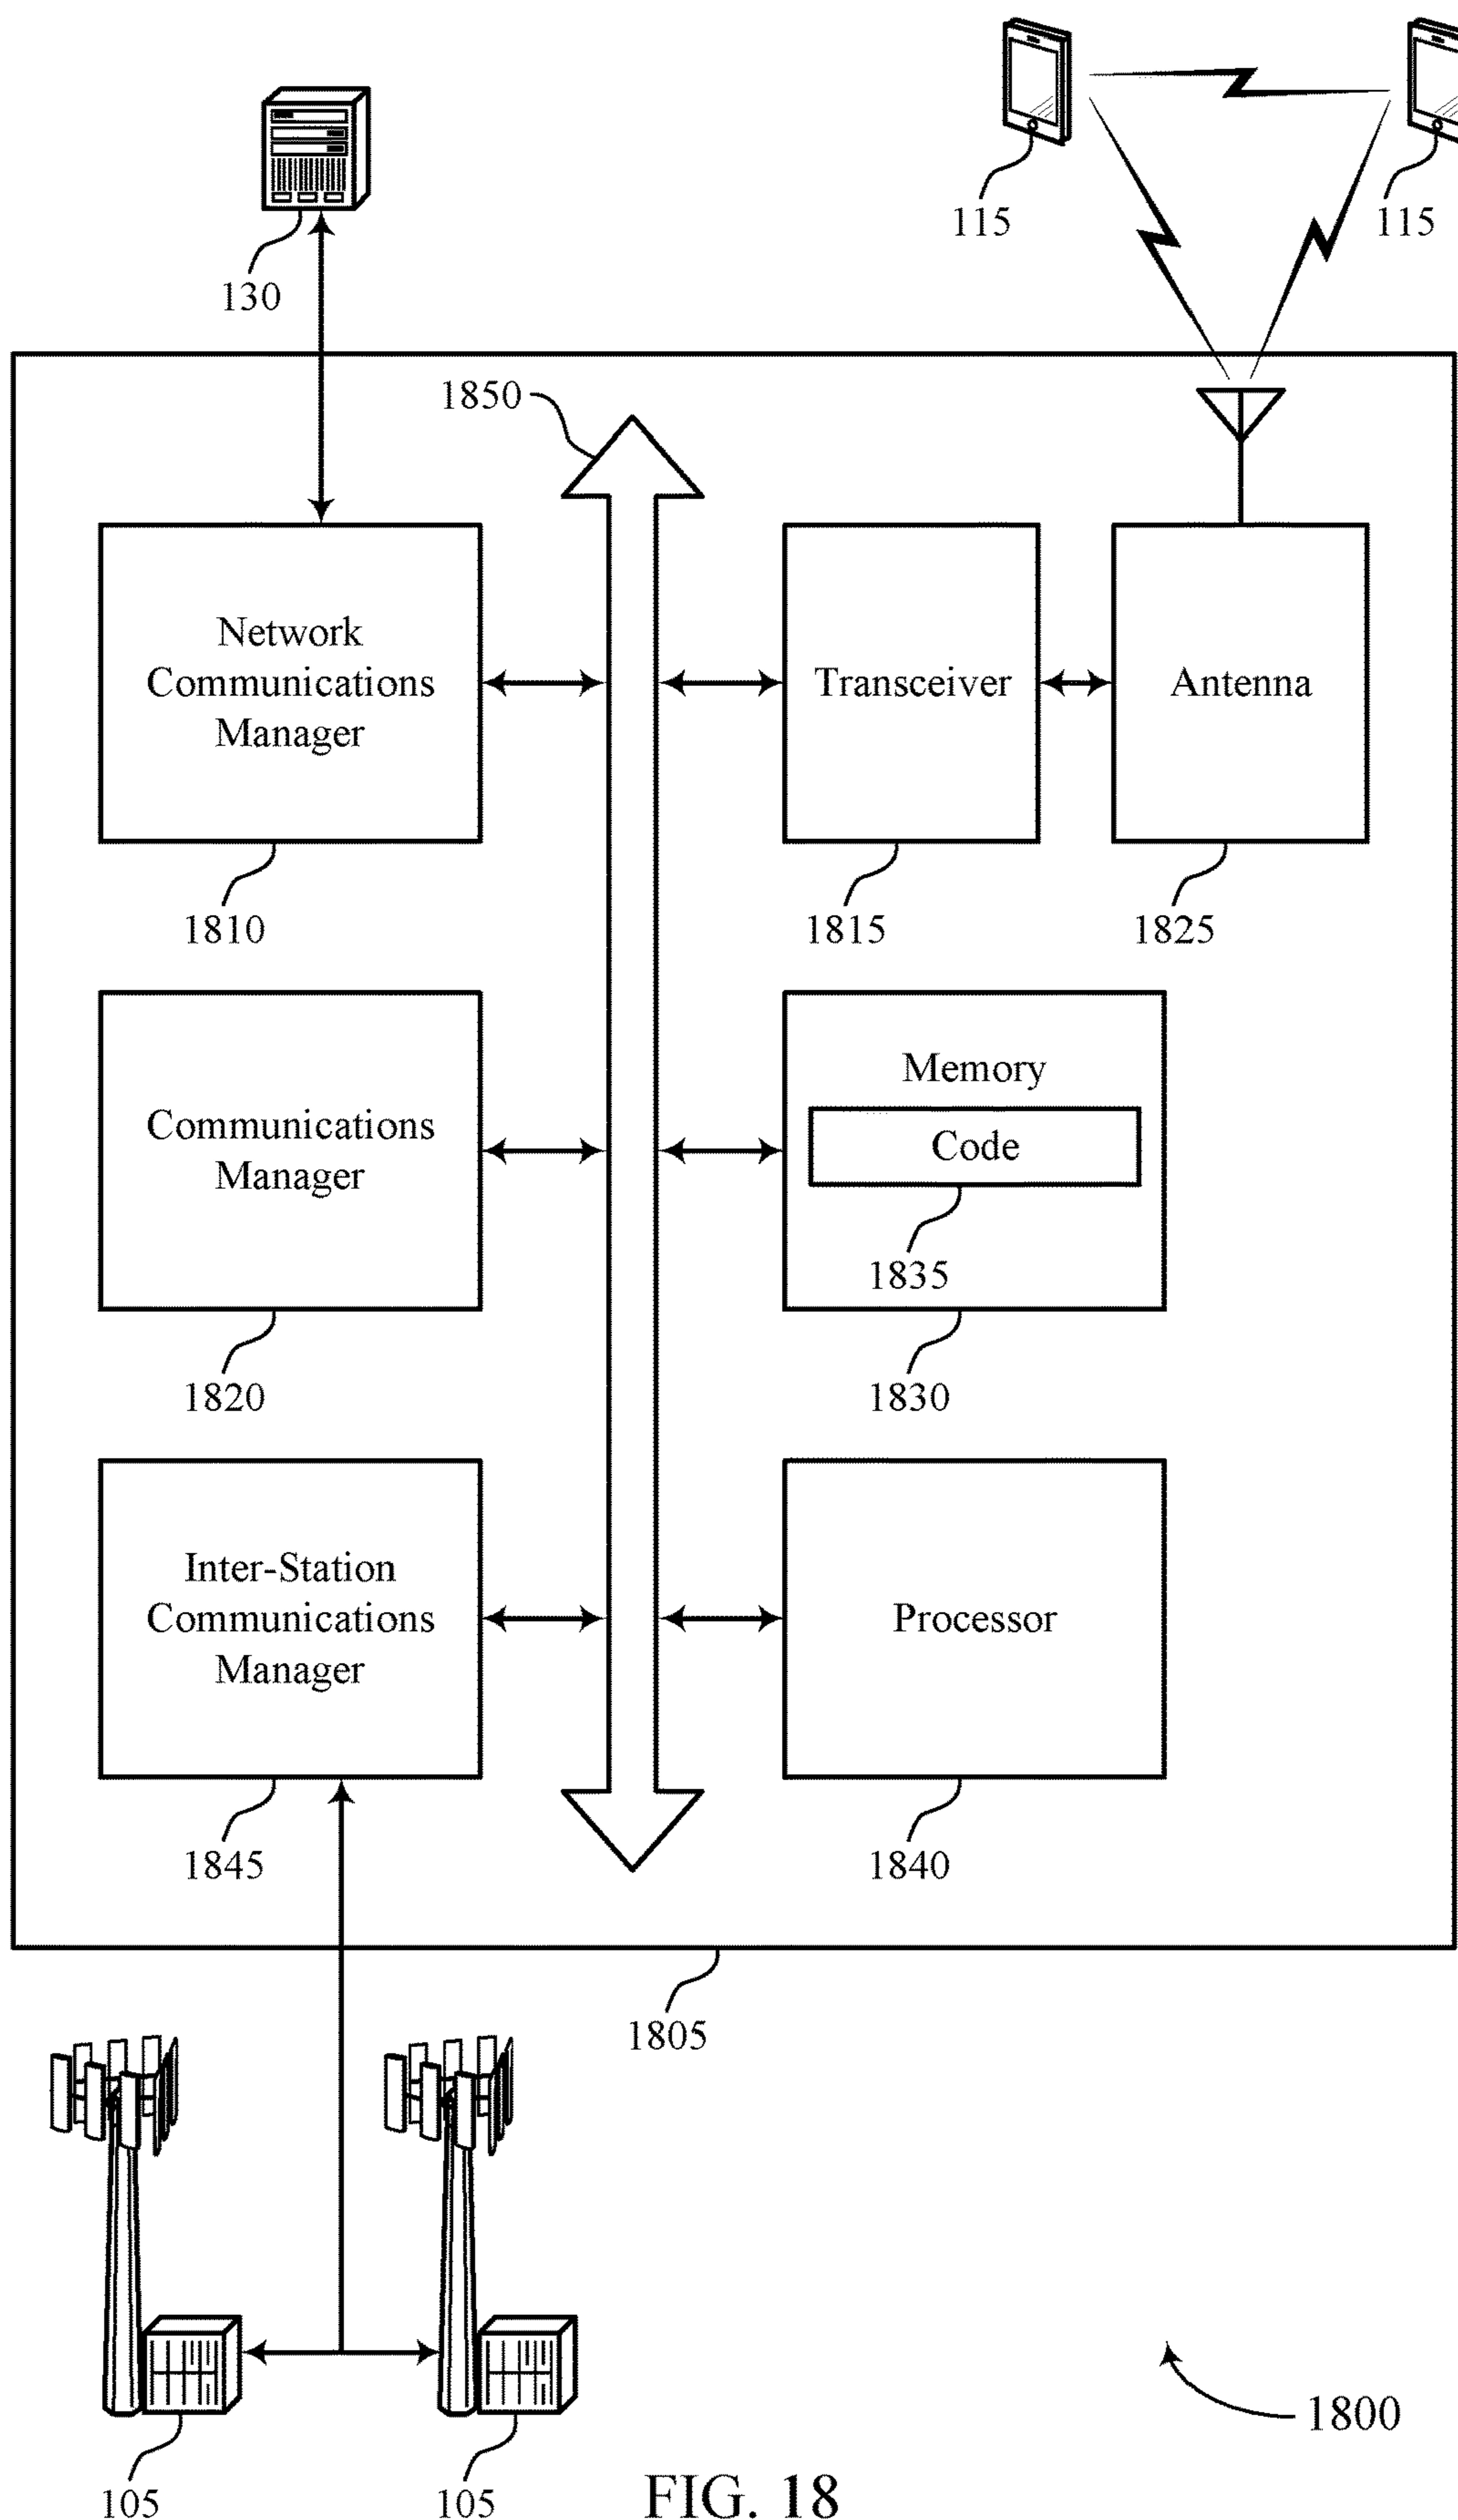 115
115
130
1850
Network
Communications
Manager
Transceiver
Antenna
1810
1815
1825
Communications
Manager
Memory
Code
1835
1820
1830
Inter-Station
Communications
Manager
Processor
1845
1840
1805
1800
105
105
FIG. 18